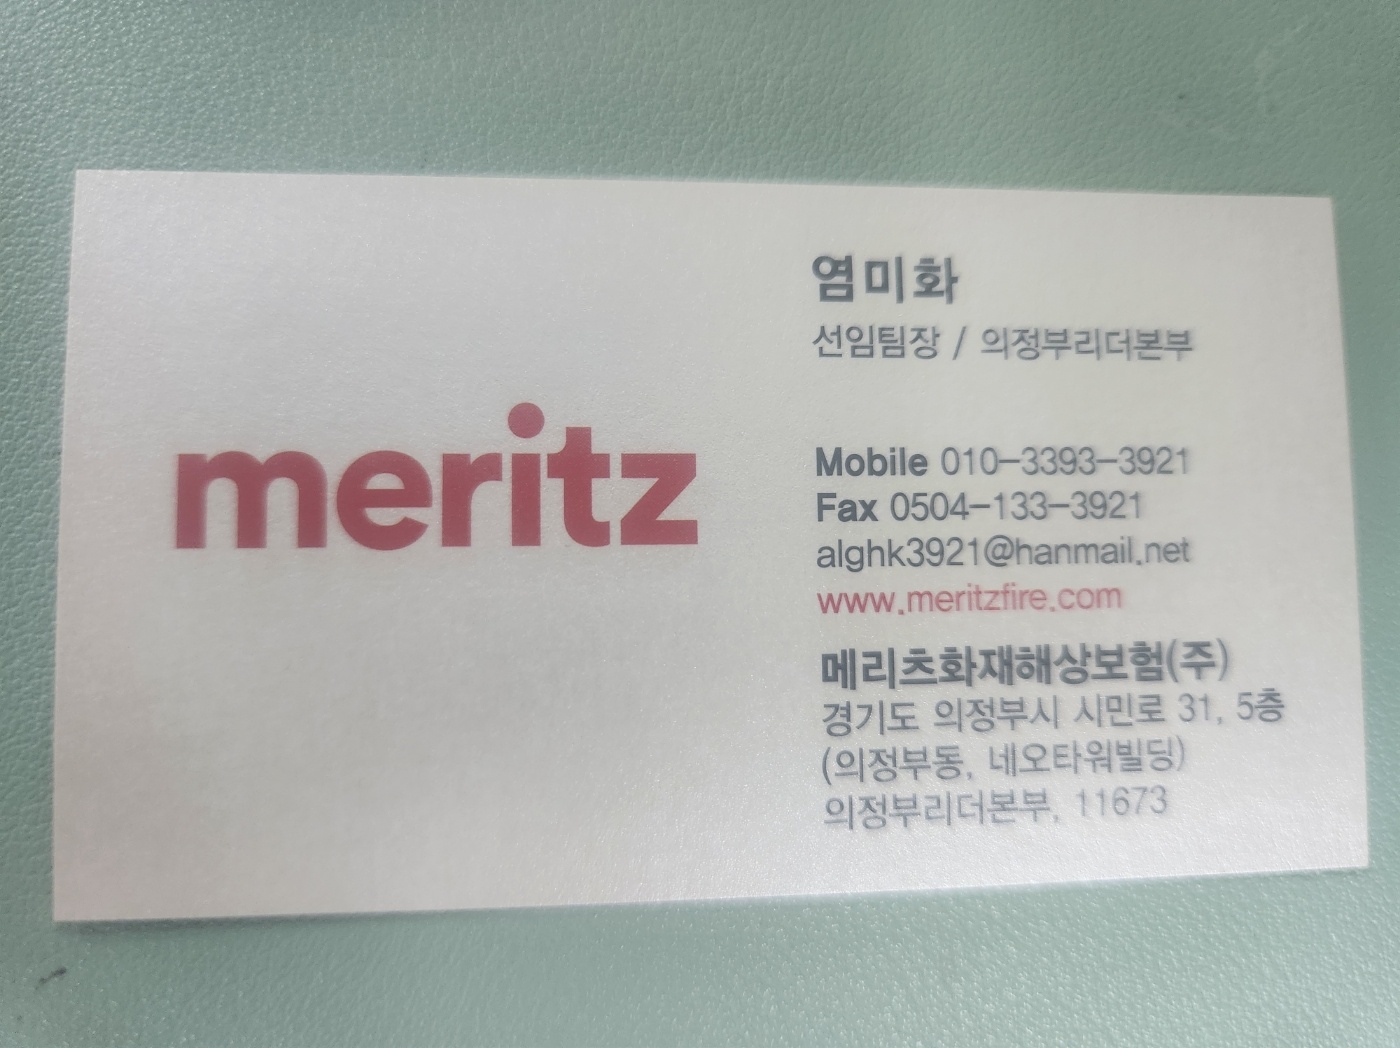 meritz
염미화
선임팀장 / 의정부리더본부
Mobile 010-3393-3921
Fax 0504-133-3921
alghk3921@hanmail.net
www.meritzfire.com
메리츠화재해상보험(주)
경기도 의정부시 시민로 31, 5층
(의정부동, 네오타워빌딩)
의정부리더본부, 11673